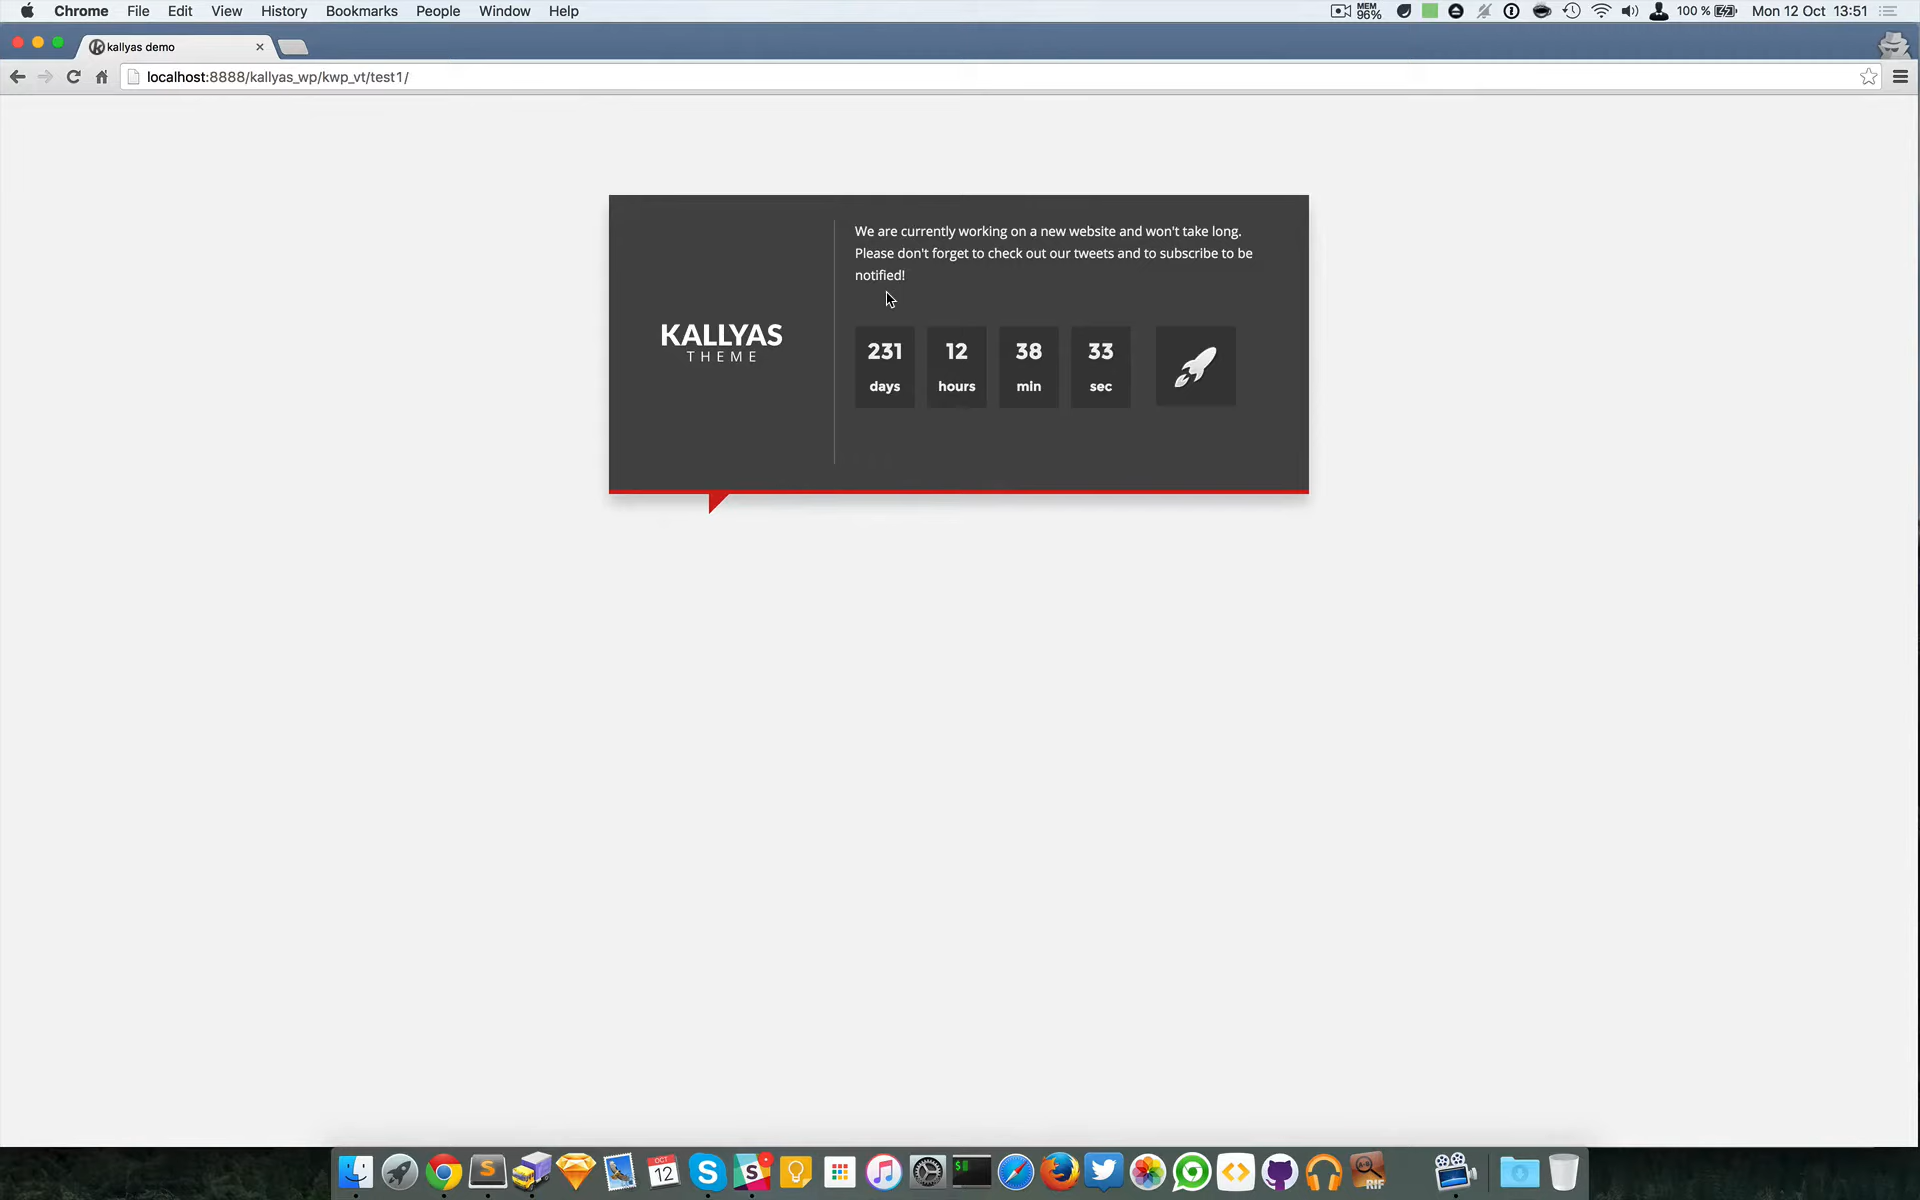 Chrome File Edit View History Bookmarks People Window Help MEM 96% 100 % Mon 12 Oct 13:51
kallyas demo
localhost:8888/kallyas_wp/kwp_vt/test1/
We are currently working on a new website and won't take long.
Please don't forget to check out our tweets and to subscribe to be
notified!
KALLYAS
THEME
231 12 38 33
days hours min sec
OCT
12
RIF